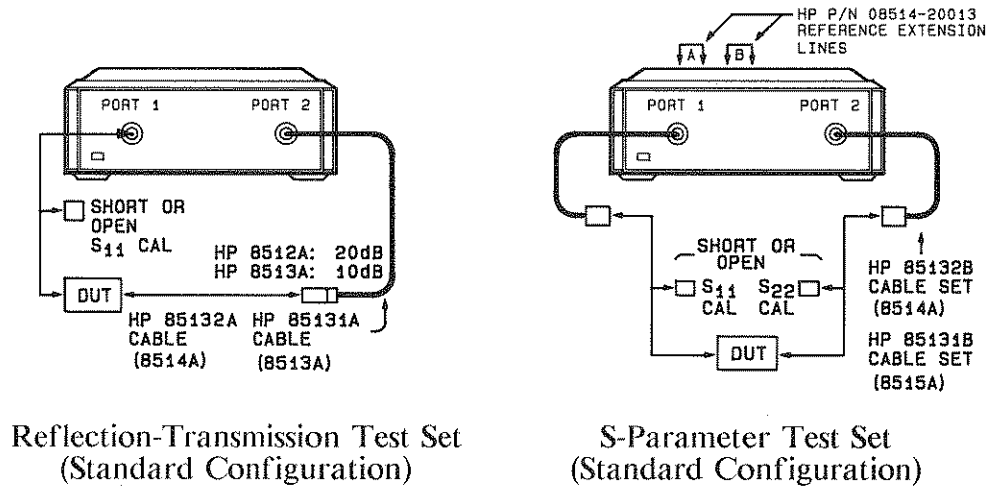 HP P/N 08514-20013
REFERENCE EXTENSION
LINES
A B
PORT 1 PORT 2
SHORT OR
OPEN
S11 CAL
HP 8512A: 20dB
HP 8513A: 10dB
DUT
HP 85132A
CABLE
(8514A)
HP 85131A
CABLE
(8513A)
Reflection-Transmission Test Set
(Standard Configuration)
PORT 1 PORT 2
SHORT OR
OPEN
S11
CAL
S22
CAL
DUT
HP 85132B
CABLE SET
(8514A)
HP 85131B
CABLE SET
(8515A)
S-Parameter Test Set
(Standard Configuration)